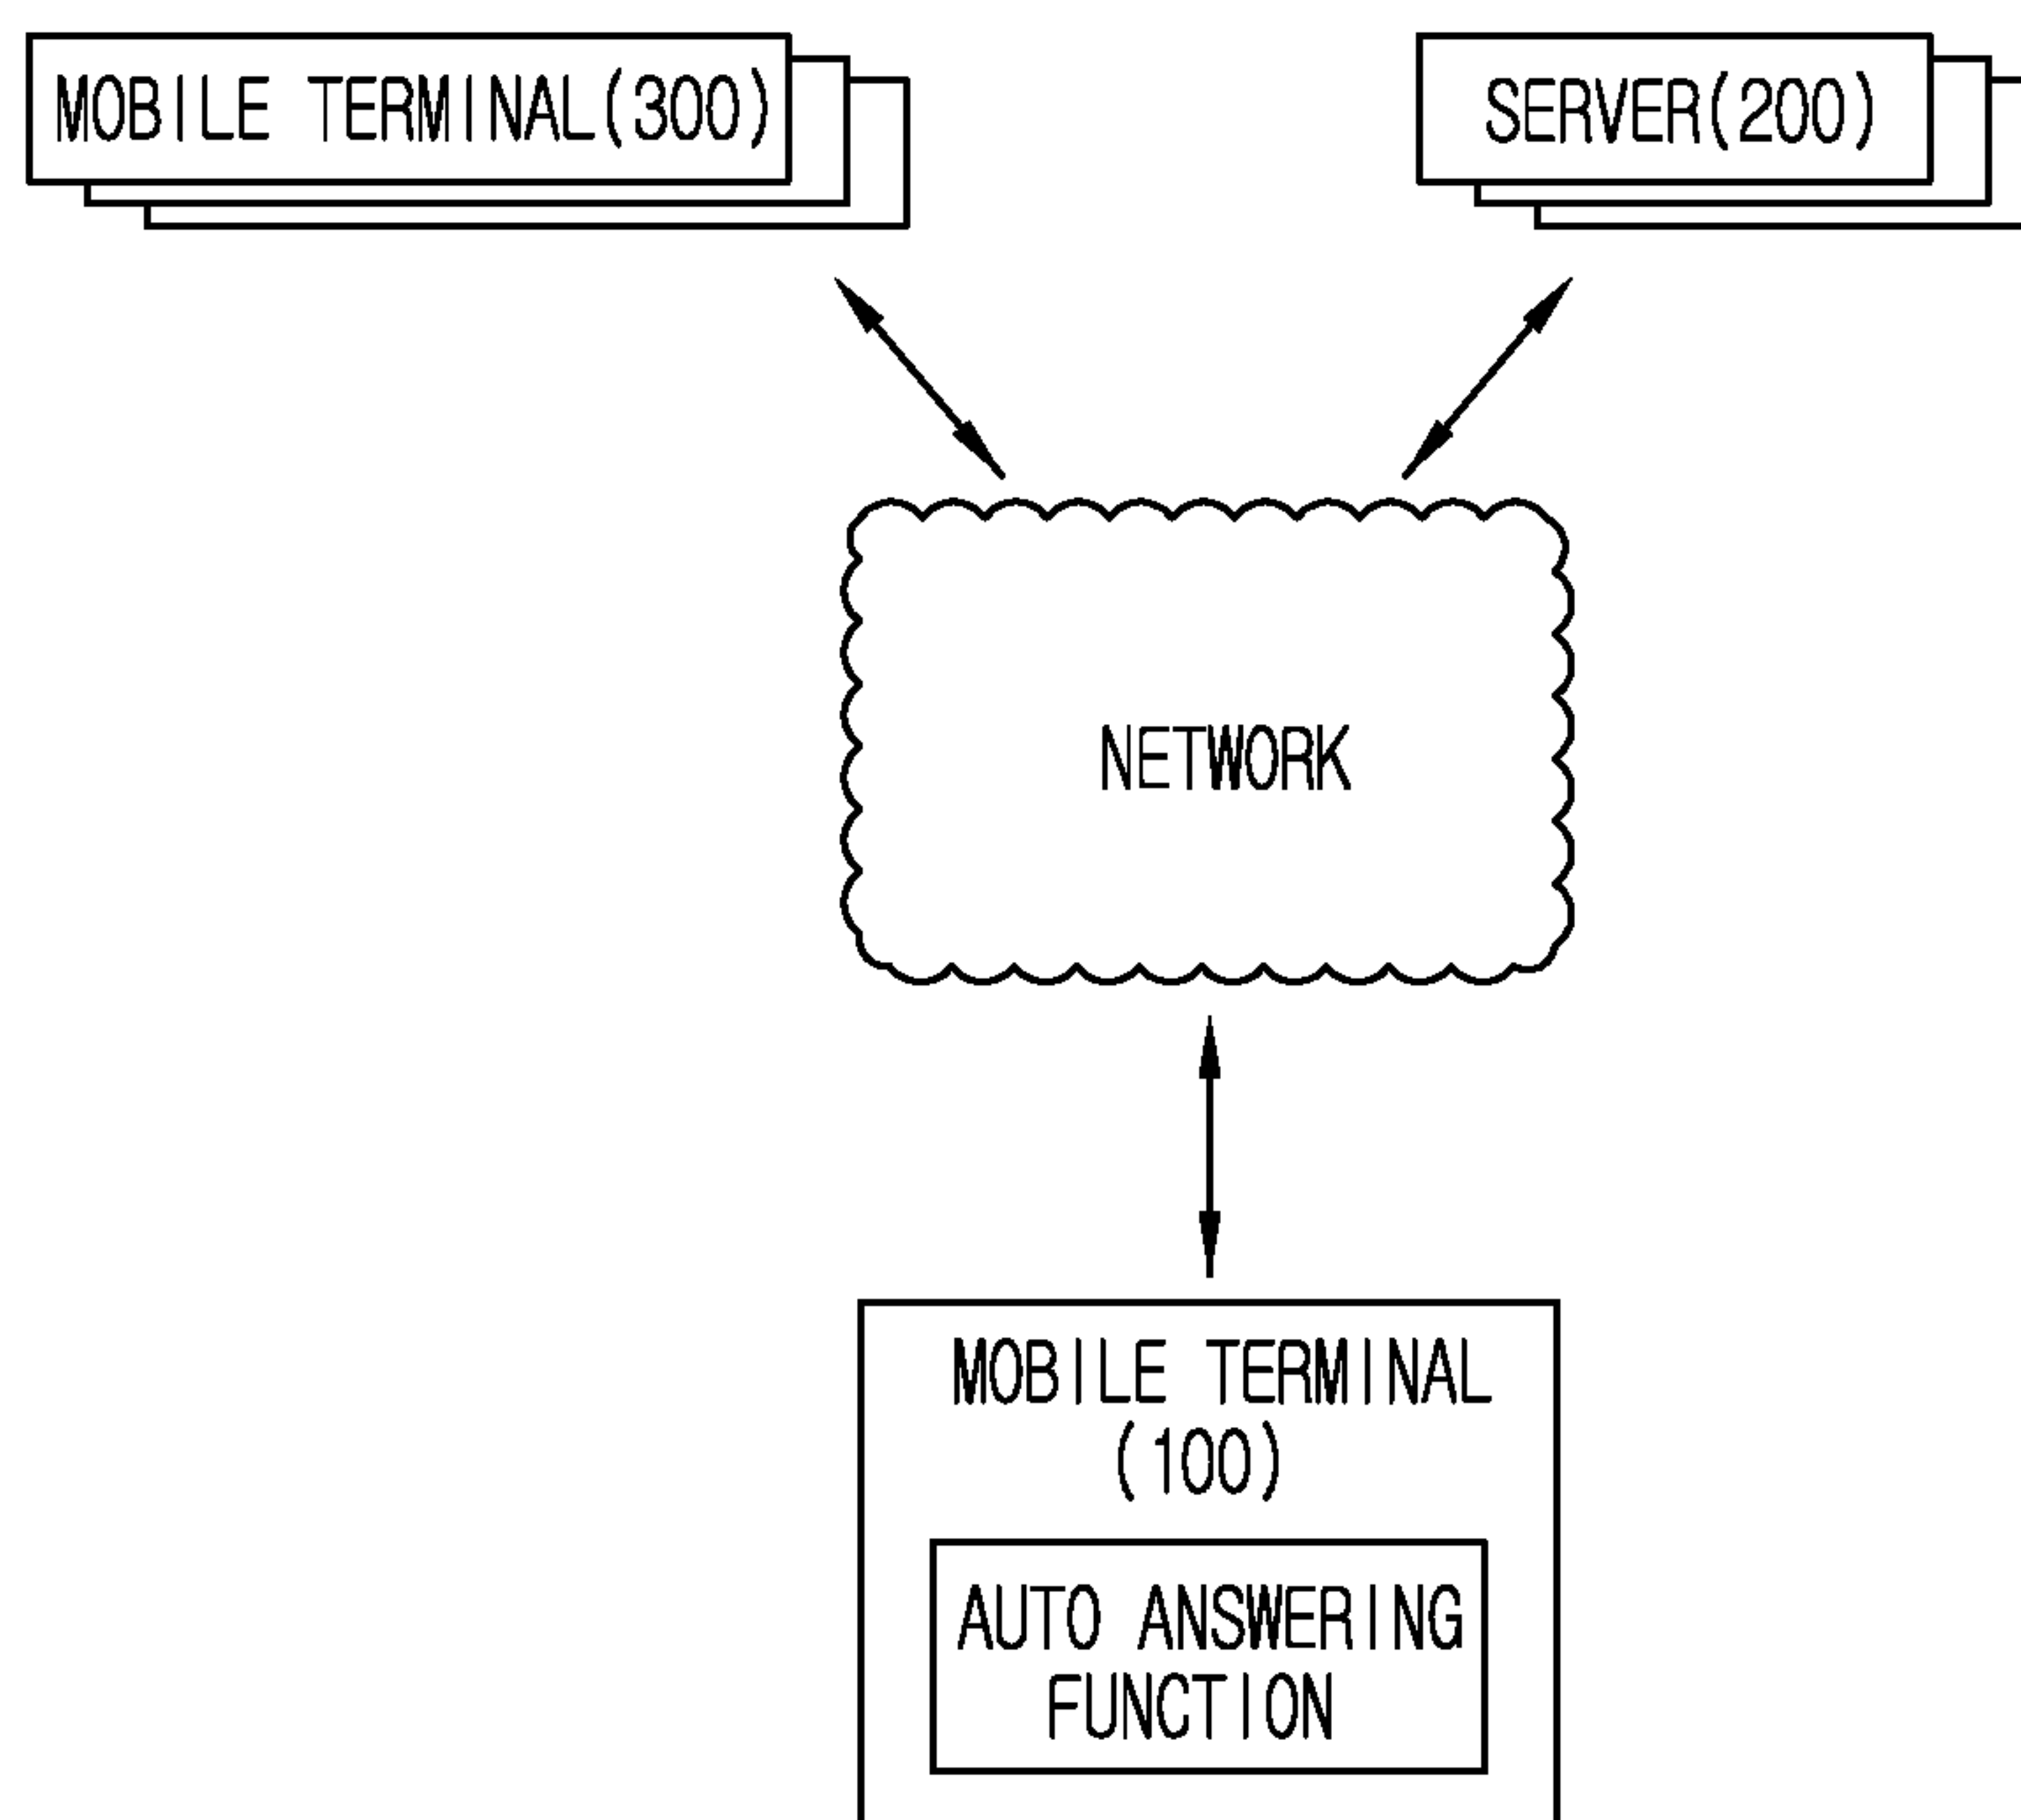 MOBILE TERMINAL(300)
SERVER(200)
NETWORK
MOBILE TERMINAL
(100)
AUTO ANSWERING
FUNCTION